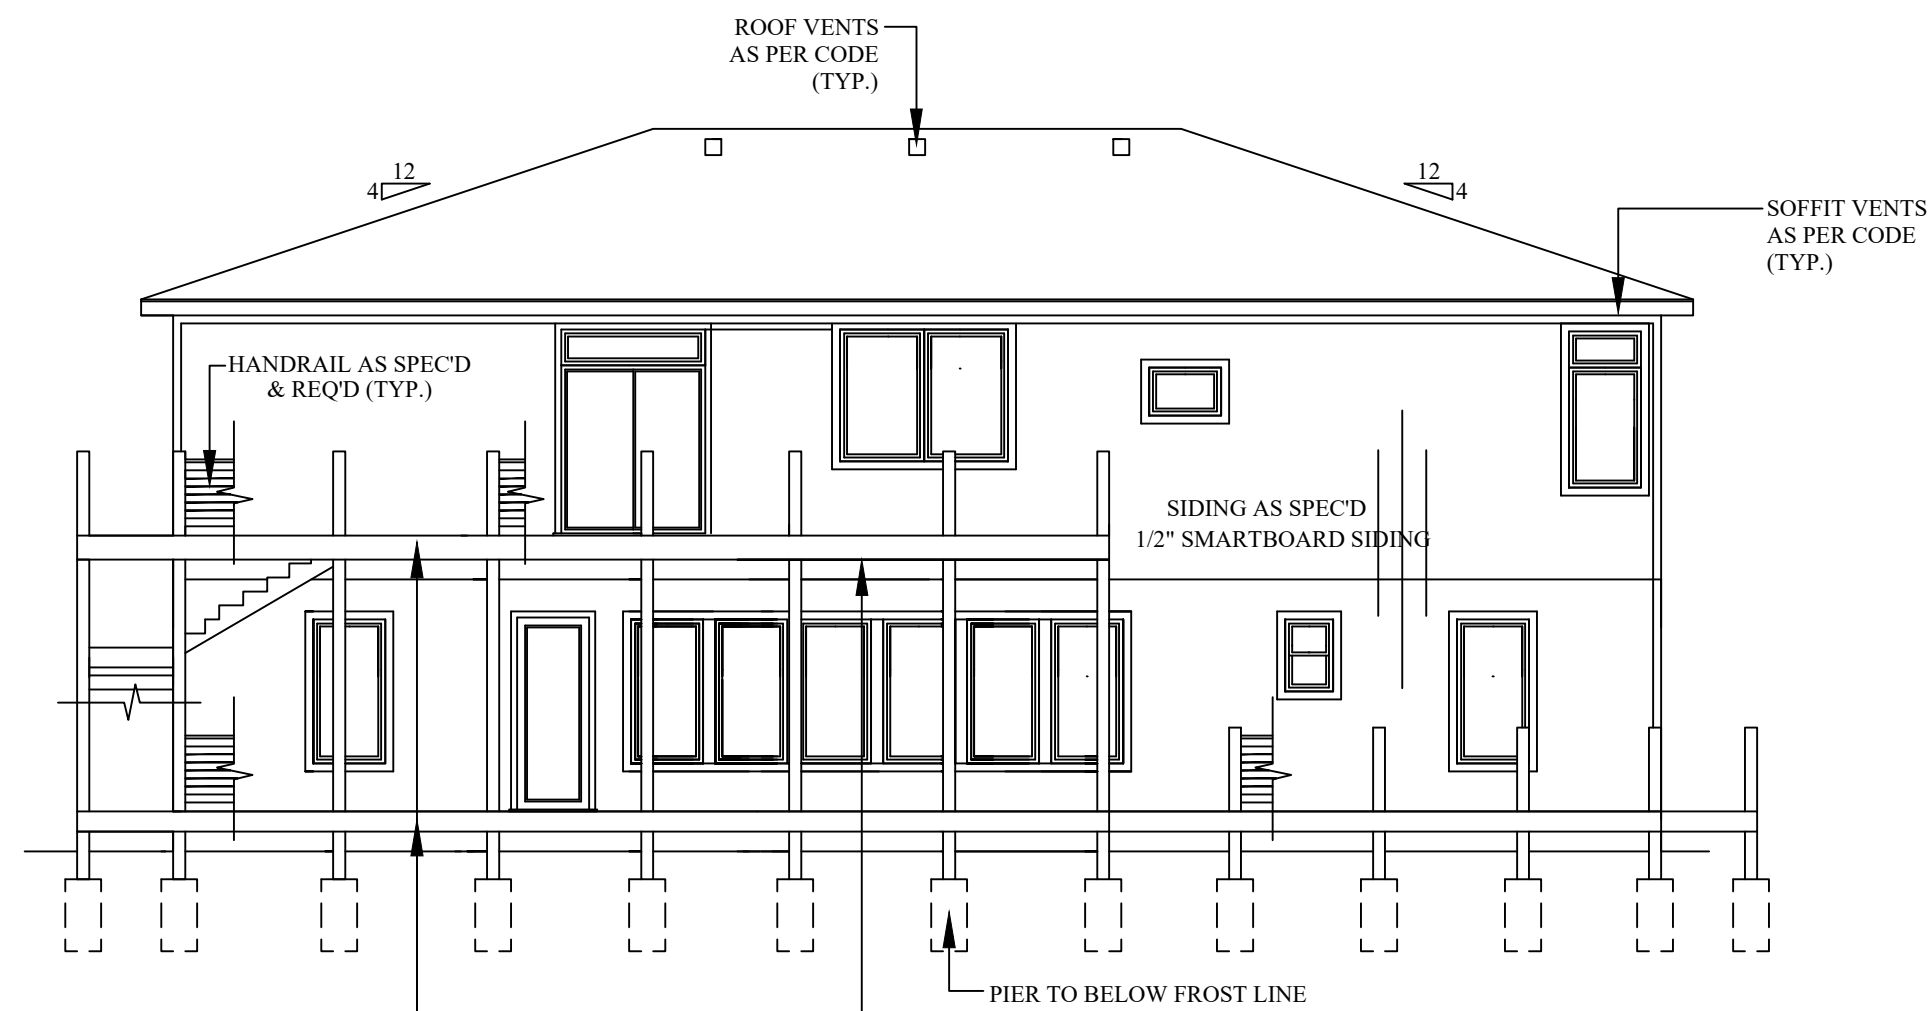 ROOF VENTS
AS PER CODE
(TYP.)
12
4
12
4
SOFFIT VENTS
AS PER CODE
(TYP.)
HANDRAIL AS SPEC'D
& REQ'D (TYP.)
SIDING AS SPEC'D
1/2" SMARTBOARD SIDING
PIER TO BELOW FROST LINE